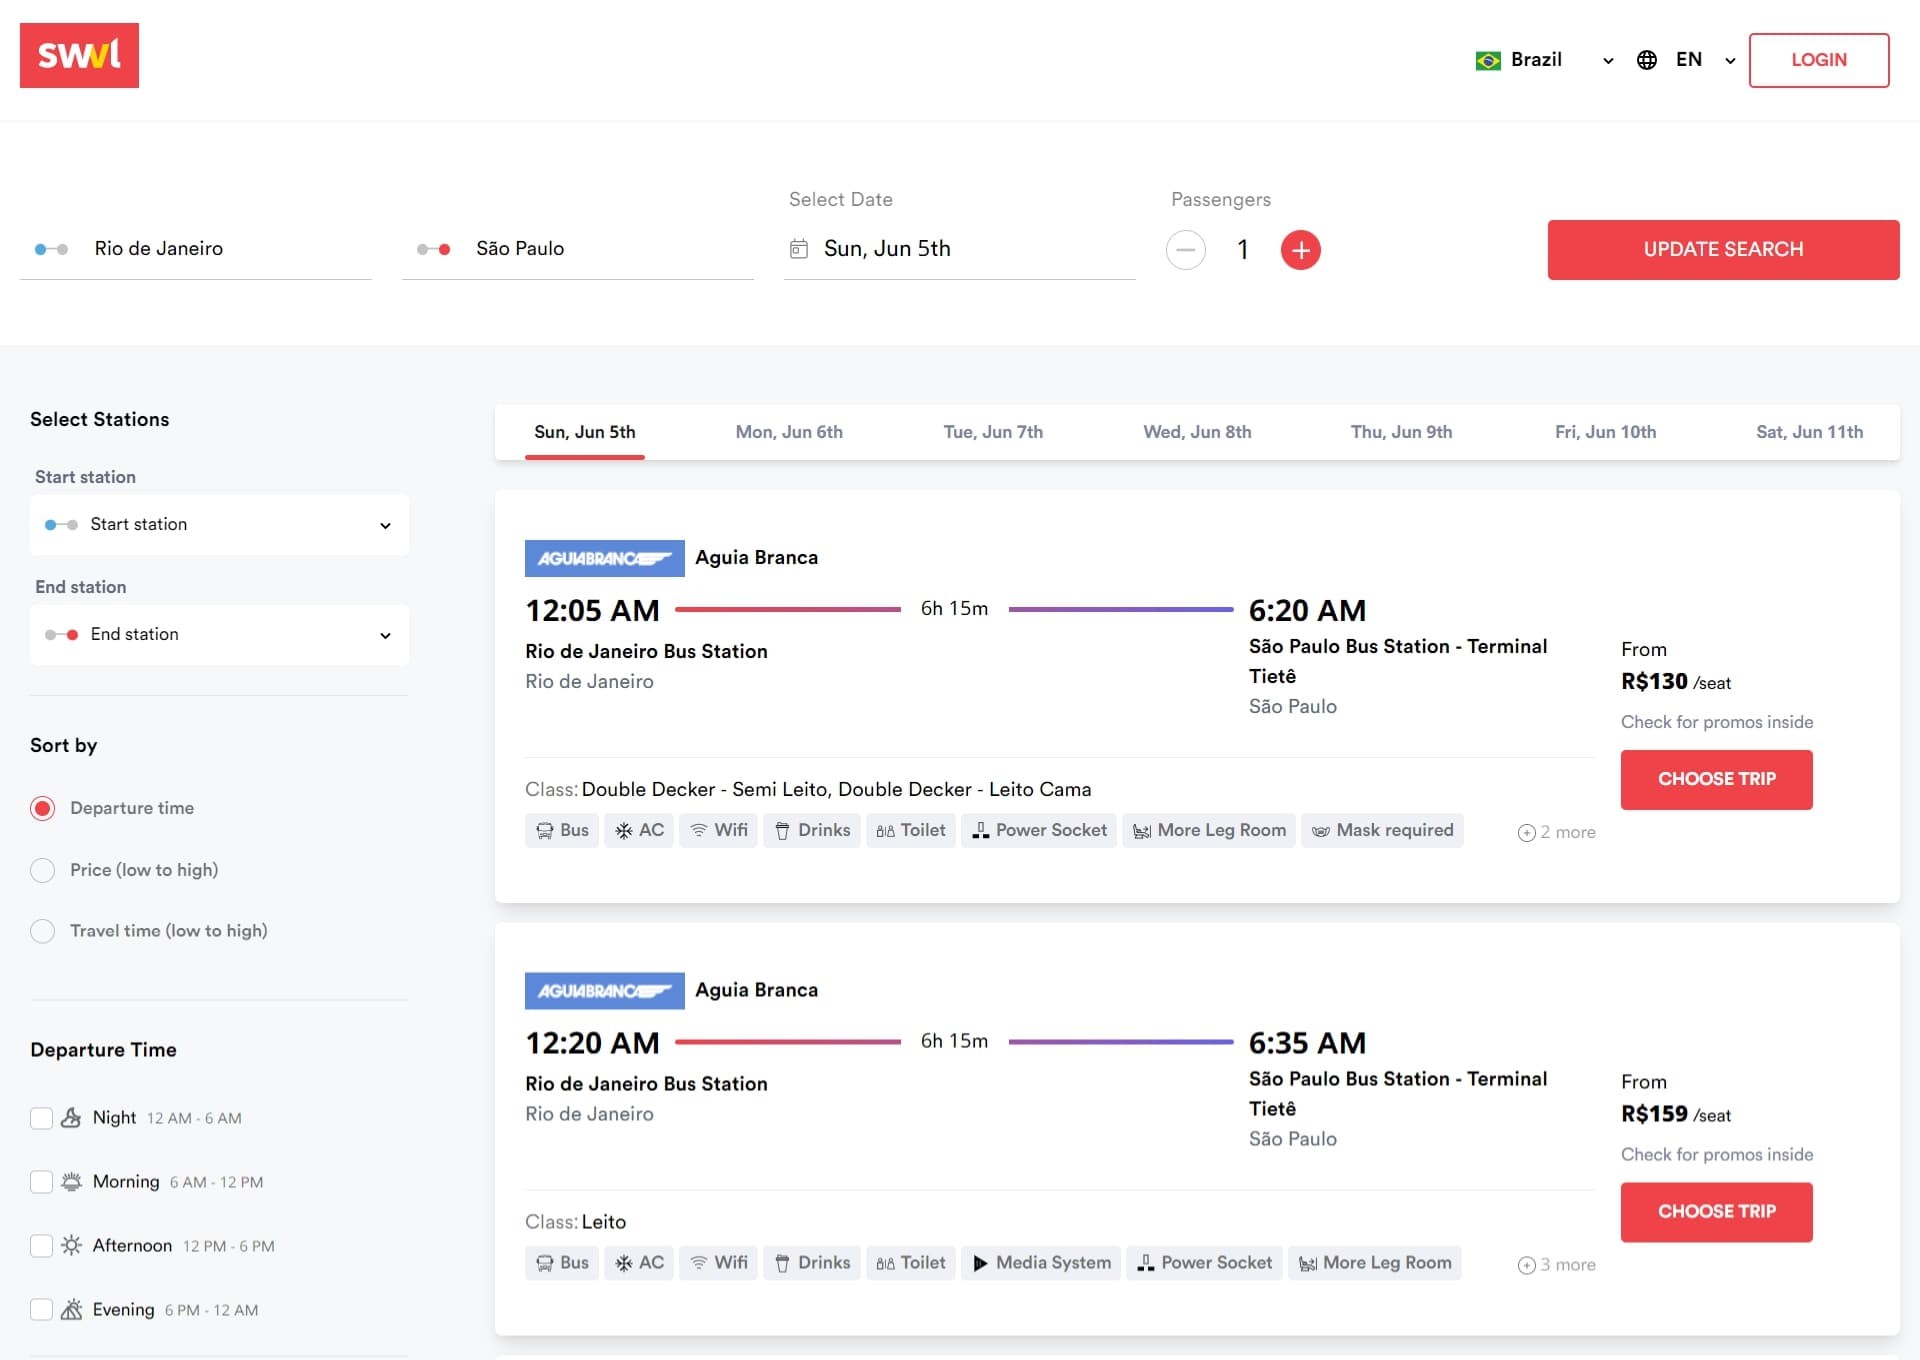 swvl
Brazil
EN
LOGIN
Rio de Janeiro
São Paulo
Select Date
Sun, Jun 5th
Passengers
1
UPDATE SEARCH
Select Stations
Start station
Start station
End station
End station
Sort by
Departure time
Price (low to high)
Travel time (low to high)
Departure Time
Night 12 AM - 6 AM
Morning 6 AM - 12 PM
Afternoon 12 PM - 6 PM
Evening 6 PM - 12 AM
Sun, Jun 5th
Mon, Jun 6th
Tue, Jun 7th
Wed, Jun 8th
Thu, Jun 9th
Fri, Jun 10th
Sat, Jun 11th
AGUIABRANCA
Aguia Branca
12:05 AM
6h 15m
6:20 AM
Rio de Janeiro Bus Station
Rio de Janeiro
São Paulo Bus Station - Terminal
Tietê
São Paulo
From
R$130 /seat
Check for promos inside
CHOOSE TRIP
Class: Double Decker - Semi Leito, Double Decker - Leito Cama
Bus
AC
Wifi
Drinks
Toilet
Power Socket
More Leg Room
Mask required
2 more
AGUIABRANCA
Aguia Branca
12:20 AM
6h 15m
6:35 AM
Rio de Janeiro Bus Station
Rio de Janeiro
São Paulo Bus Station - Terminal
Tietê
São Paulo
From
R$159 /seat
Check for promos inside
CHOOSE TRIP
Class: Leito
Bus
AC
Wifi
Drinks
Toilet
Media System
Power Socket
More Leg Room
3 more